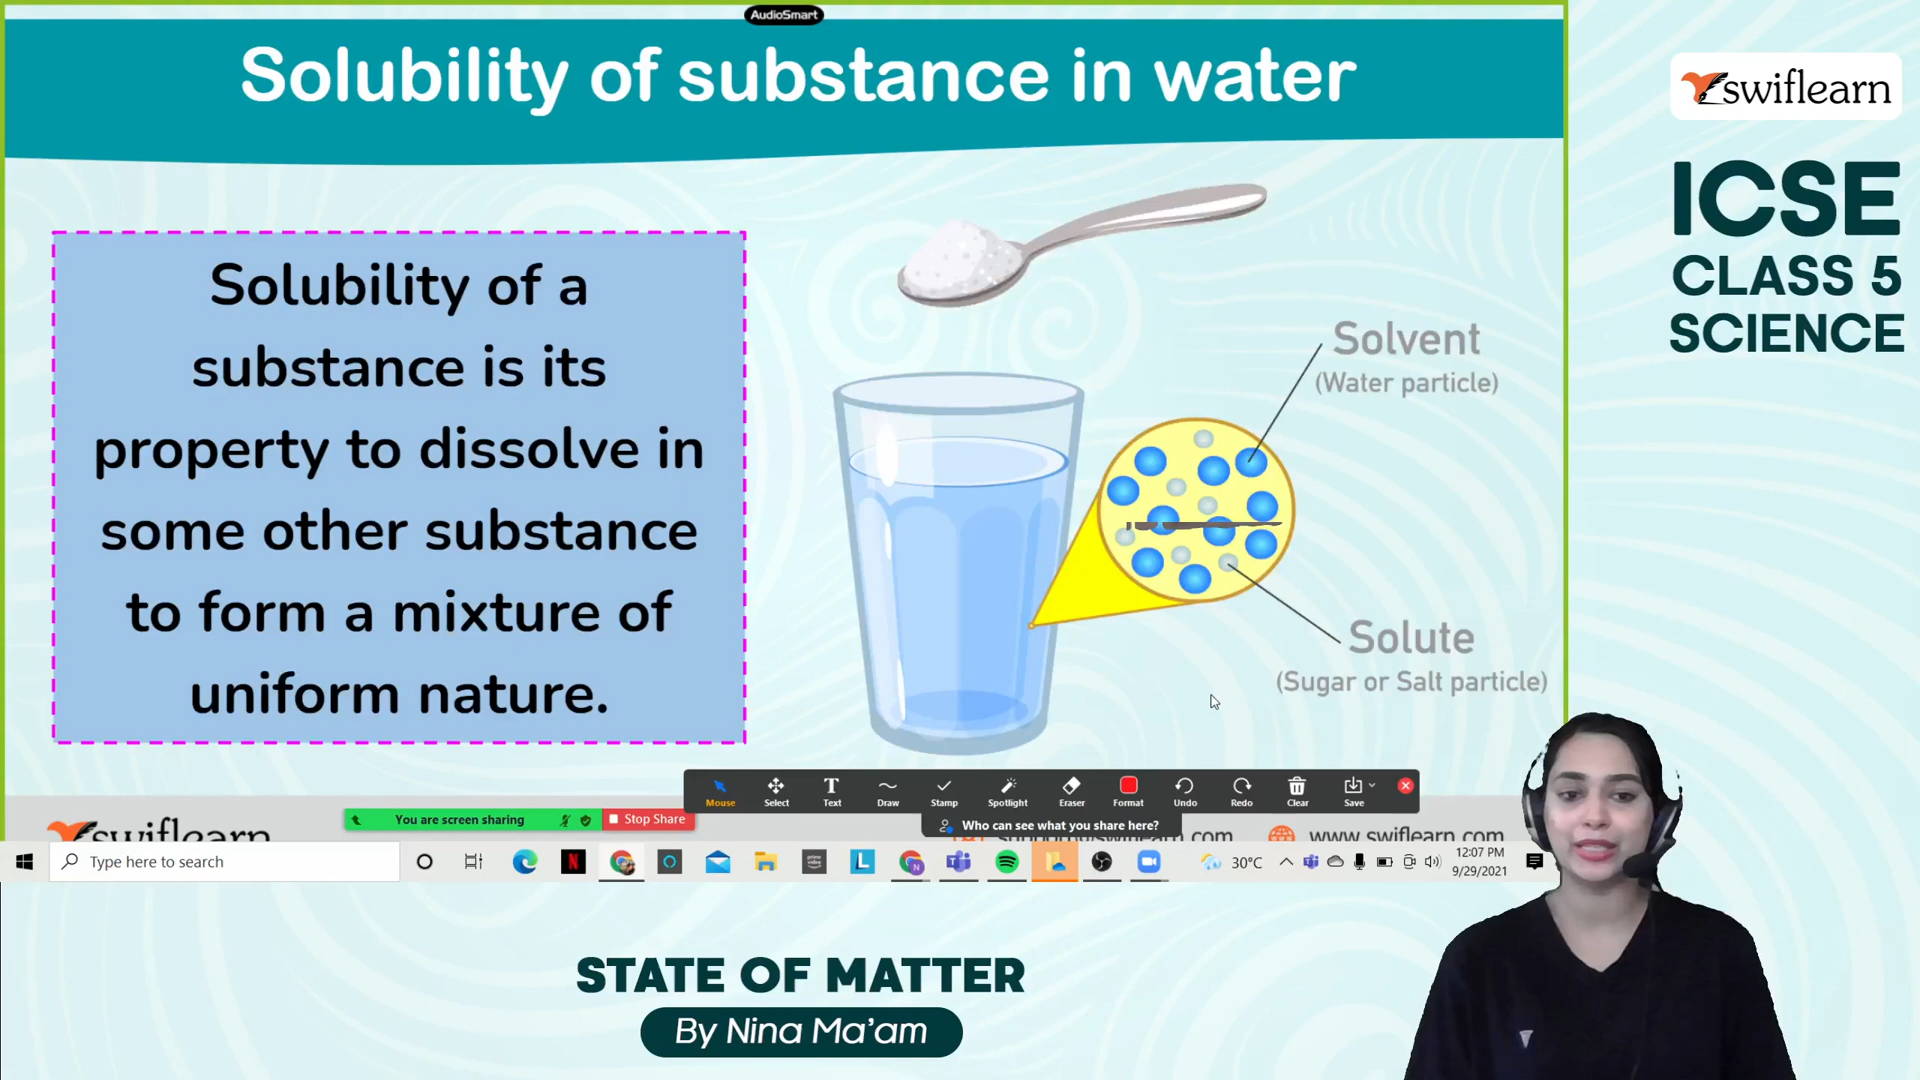 AudioSmart
Solubility of substance in water
Solubility of a
substance is its
property to dissolve in
some other substance
to form a mixture of
uniform nature.
Solvent
(Water particle)
Solute
(Sugar or Salt particle)
swiflearn
ICSE
CLASS 5
SCIENCE
Mouse
Select
Text
Draw
Stamp
Spotlight
Eraser
Format
Undo
Redo
Clear
Save
You are screen sharing
Stop Share
Who can see what you share here?
swiflearn
www.swiflearn.com
Type here to search
30°C
12:07 PM
9/29/2021
STATE OF MATTER
By Nina Ma'am